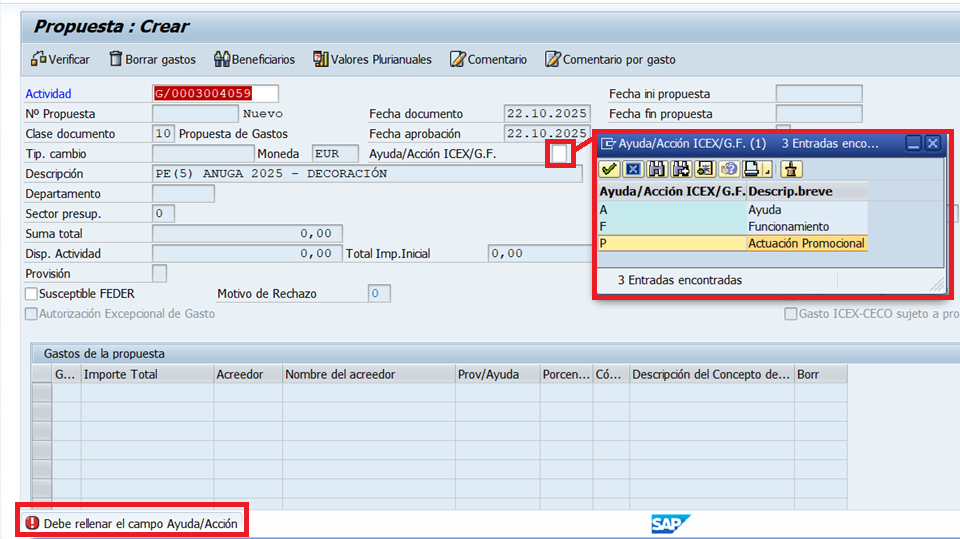 Propuesta : Crear
Verificar Borrar gastos Beneficiarios Valores Plurianuales Comentario Comentario por gasto
Actividad G/0003004059 Fecha ini propuesta
Nº Propuesta Nuevo Fecha documento 22.10.2025 Fecha fin propuesta
Clase documento 10 Propuesta de Gastos Fecha aprobación 22.10.2025
Tip. cambio Moneda EUR Ayuda/Acción ICEX/G.F.
Descripción PE(5) ANUGA 2025 – DECORACIÓN
Departamento
Sector presup. 0
Suma total 0,00
Disp. Actividad 0,00 Total Imp.Inicial 0,00
Provisión
Susceptible FEDER Motivo de Rechazo 0
Autorización Excepcional de Gasto Gasto ICEX-CECO sujeto a pro
Ayuda/Acción ICEX/G.F. (1) 3 Entradas enco...
Ayuda/Acción ICEX/G.F. Descrip.breve
A Ayuda
F Funcionamiento
P Actuación Promocional
3 Entradas encontradas
Gastos de la propuesta
G... Importe Total Acreedor Nombre del acreedor Prov/Ayuda Porcen... Có... Descripción del Concepto de... Borr
Debe rellenar el campo Ayuda/Acción
SAP